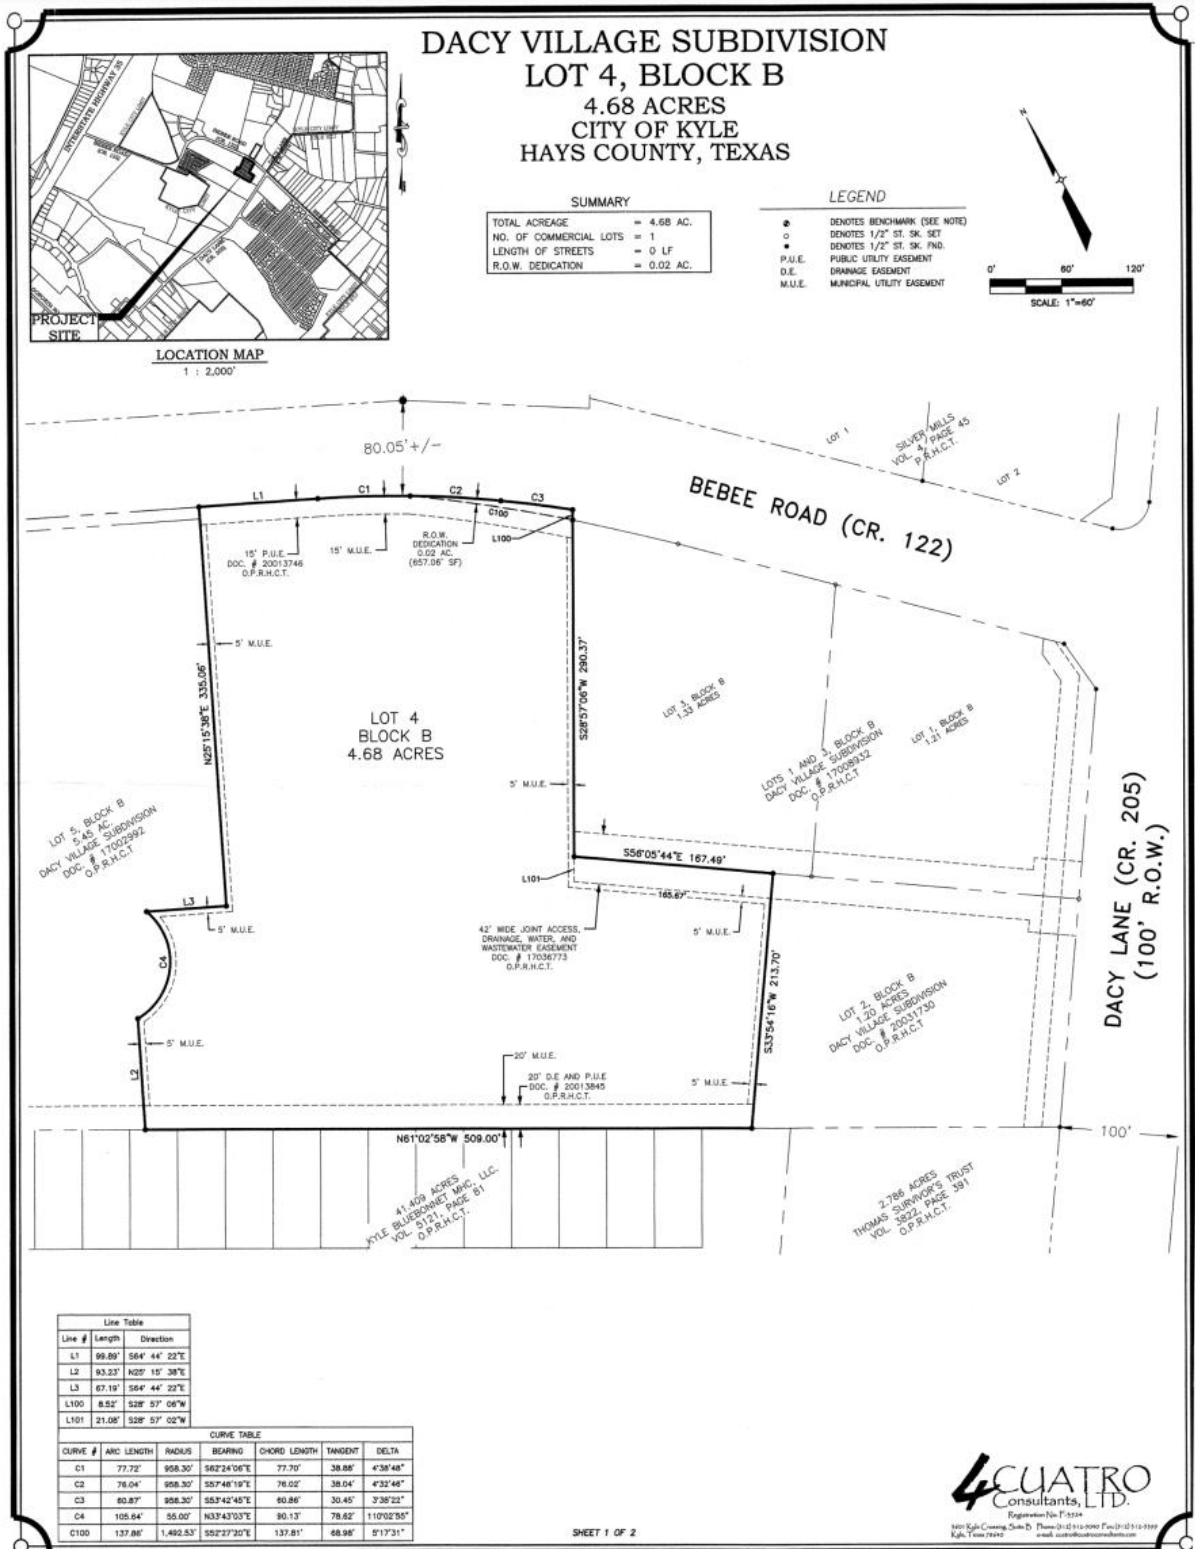 DACY VILLAGE SUBDIVISION
LOT 4, BLOCK B
4.68 ACRES
CITY OF KYLE
HAYS COUNTY, TEXAS
INTERSTATE HIGHWAY 35
PROJECT
SITE
LOCATION MAP
1 : 2,000'
SUMMARY
TOTAL ACREAGE = 4.68 AC.
NO. OF COMMERCIAL LOTS = 1
LENGTH OF STREETS = 0 LF
R.O.W. DEDICATION = 0.02 AC.
LEGEND
DENOTES BENCHMARK (SEE NOTE)
DENOTES 1/2" ST. SK. SET
DENOTES 1/2" ST. SK. FND.
P.U.E. PUBLIC UTILITY EASEMENT
D.E. DRAINAGE EASEMENT
M.U.E. MUNICIPAL UTILITY EASEMENT
N
0' 60' 120'
SCALE: 1"=60'
80.05'+/-
LOT 1
SILVER MILLS
VOL. 4, PAGE 45
P.R.H.C.T.
LOT 2
BEBEE ROAD (CR. 122)
L1 C1 C2 C3
C100
L100
15' P.U.E.
DOC. # 20013746
O.P.R.H.C.T.
15' M.U.E.
R.O.W.
DEDICATION
0.02 AC.
(657.06' SF)
5' M.U.E.
N25°15'38"E 335.06'
S28°57'06"W 290.37'
LOT 4
BLOCK B
4.68 ACRES
LOT 3, BLOCK B
1.33 ACRES
LOTS 1 AND 3, BLOCK B
DACY VILLAGE SUBDIVISION
DOC. # 17008932
O.P.R.H.C.T
LOT 1, BLOCK B
1.21 ACRES
5' M.U.E.
LOT 5, BLOCK B
5.45 AC.
DACY VILLAGE SUBDIVISION
DOC. # 17002992
O.P.R.H.C.T
DACY LANE (CR. 205)
(100' R.O.W.)
S56°05'44"E 167.49'
L101
165.67'
L3
5' M.U.E.
42' WIDE JOINT ACCESS,
DRAINAGE, WATER, AND
WASTEWATER EASEMENT
DOC. # 17036773
O.P.R.H.C.T.
5' M.U.E.
C4
S33°54'16"W 213.70'
LOT 2, BLOCK B
1.20 ACRES
DACY VILLAGE SUBDIVISION
DOC. # 20031730
O.P.R.H.C.T
5' M.U.E.
L2
20' M.U.E.
20' D.E AND P.U.E
DOC. # 20013845
O.P.R.H.C.T.
5' M.U.E.
N61°02'58"W 509.00'
100'
41.409 ACRES
KYLE BLUEBONNET MHC, LLC.
VOL. 5121, PAGE 81
O.P.R.H.C.T.
2.786 ACRES
THOMAS SURVIVOR'S TRUST
VOL. 3822, PAGE 391
O.P.R.H.C.T.
Line Table
Line # Length Direction
L1 99.89' S64° 44' 22"E
L2 93.23' N25° 15' 38"E
L3 67.19' S64° 44' 22"E
L100 8.52' S28° 57' 06"W
L101 21.08' S28° 57' 02"W
CURVE TABLE
CURVE # ARC LENGTH RADIUS BEARING CHORD LENGTH TANGENT DELTA
C1 77.72' 958.30' S62°24'06"E 77.70' 38.88' 4°38'48"
C2 76.04' 958.30' S57°48'19"E 76.02' 38.04' 4°32'46"
C3 60.87' 958.30' S53°42'45"E 60.86' 30.45' 3°38'22"
C4 105.64' 55.00' N33°43'03"E 90.13' 78.62' 110°02'55"
C100 137.86' 1,492.53' S52°27'20"E 137.81' 68.98' 5°17'31"
SHEET 1 OF 2
4 CUATRO
Consultants, LTD.
Registration No. F-3524